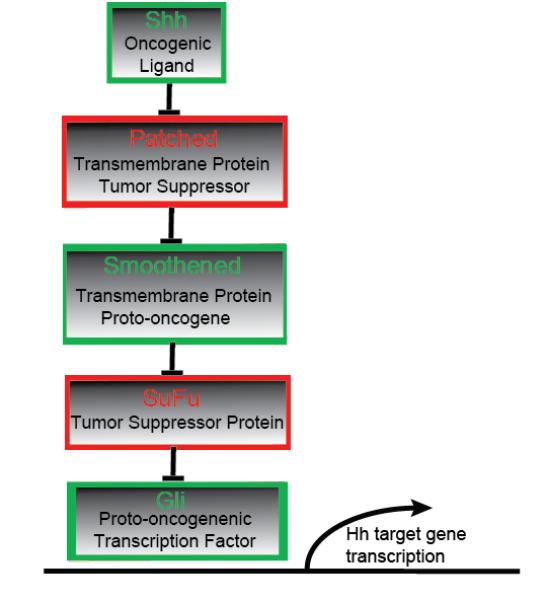 Shh
Oncogenic
Ligand
Patched
Transmembrane Protein
Tumor Suppressor
Smoothened
Transmembrane Protein
Proto-oncogene
SuFu
Tumor Suppressor Protein
Gli
Proto-oncogenenic
Transcription Factor
Hh target gene
transcription